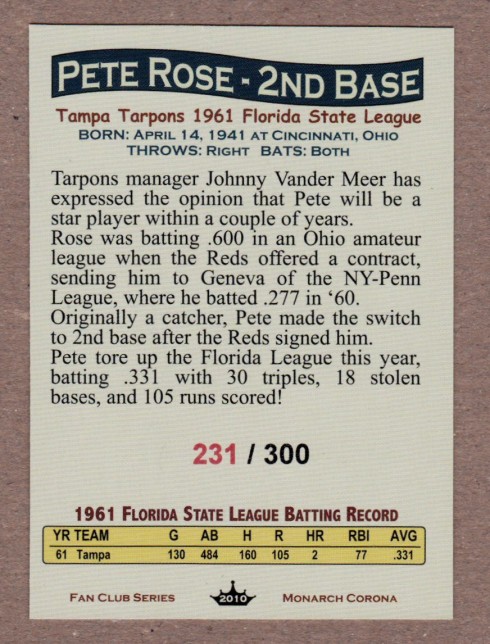 PETE ROSE - 2ND BASE
Tampa Tarpons 1961 Florida State League
BORN: APRIL 14, 1941 AT CINCINNATI, OHIO
THROWS: RIGHT BATS: BOTH
Tarpons manager Johnny Vander Meer has
expressed the opinion that Pete will be a
star player within a couple of years.
Rose was batting .600 in an Ohio amateur
league when the Reds offered a contract,
sending him to Geneva of the NY-Penn
League, where he batted .277 in ‘60.
Originally a catcher, Pete made the switch
to 2nd base after the Reds signed him.
Pete tore up the Florida League this year,
batting .331 with 30 triples, 18 stolen
bases, and 105 runs scored!
231 / 300
1961 FLORIDA STATE LEAGUE BATTING RECORD
YR TEAM G AB H R HR RBI AVG
61 Tampa 130 484 160 105 2 77 .331
FAN CLUB SERIES 2010 MONARCH CORONA